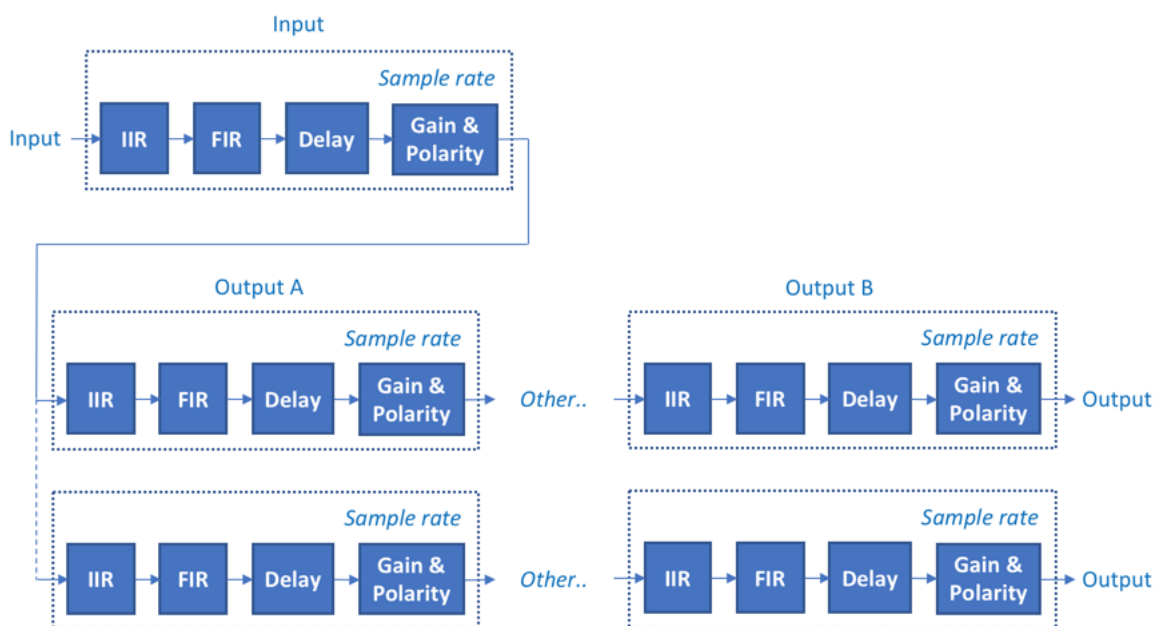 Input
Sample rate
Input IIR FIR Delay Gain & Polarity
Output A Output B
Sample rate Sample rate
IIR FIR Delay Gain & Polarity Other.. IIR FIR Delay Gain & Polarity Output
Sample rate Sample rate
IIR FIR Delay Gain & Polarity Other.. IIR FIR Delay Gain & Polarity Output